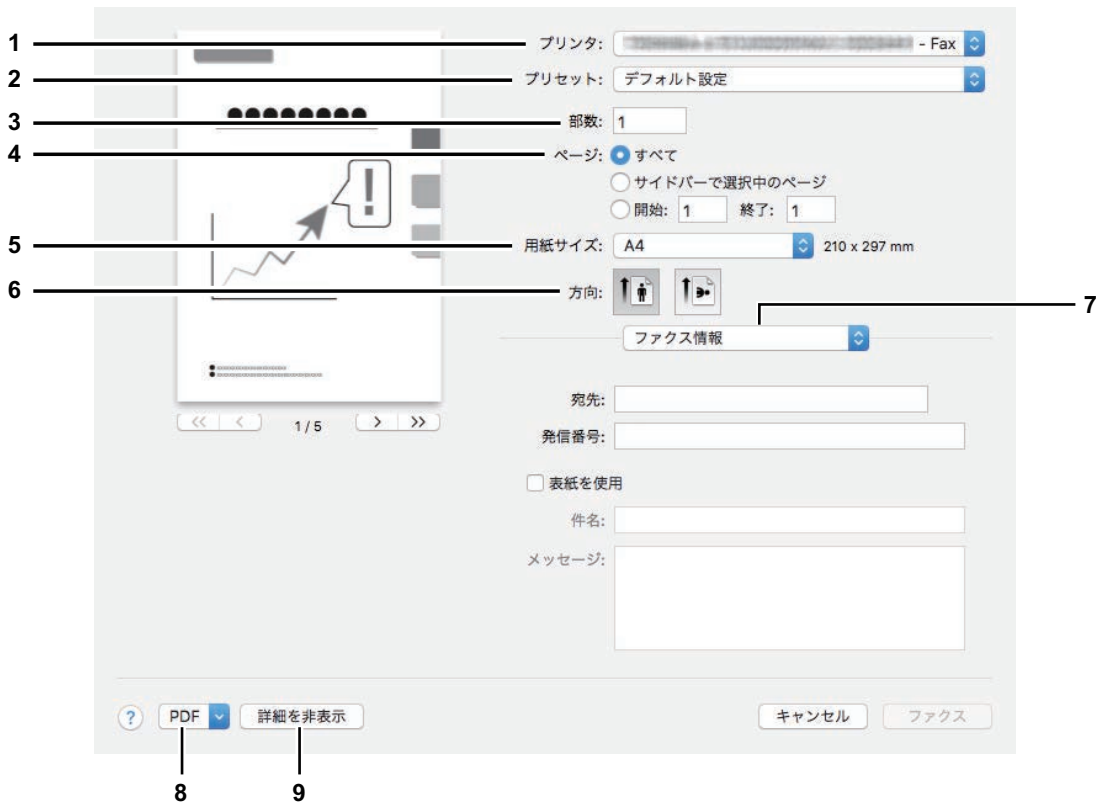 1
プリンタ: - Fax
2
プリセット: デフォルト設定
3
部数: 1
4
ページ: すべて
サイドバーで選択中のページ
開始: 1 終了: 1
5
用紙サイズ: A4 210 x 297 mm
6
方向:
7
ファクス情報
!
<< < 1 / 5 > >>
宛先:
発信番号:
表紙を使用
件名:
メッセージ:
? PDF 詳細を非表示 キャンセル ファクス
8 9